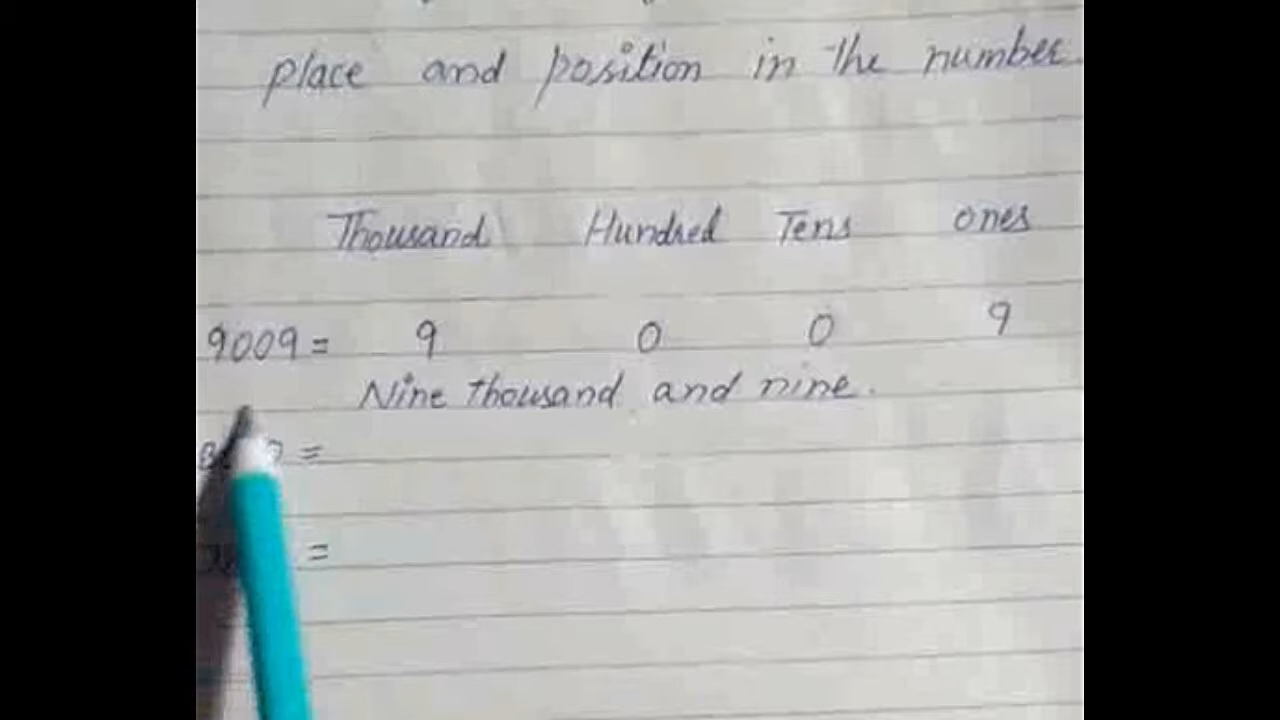 place and position in the number.
Thousand Hundred Tens ones
9009 = 9 0 0 9
Nine thousand and nine.
=
=